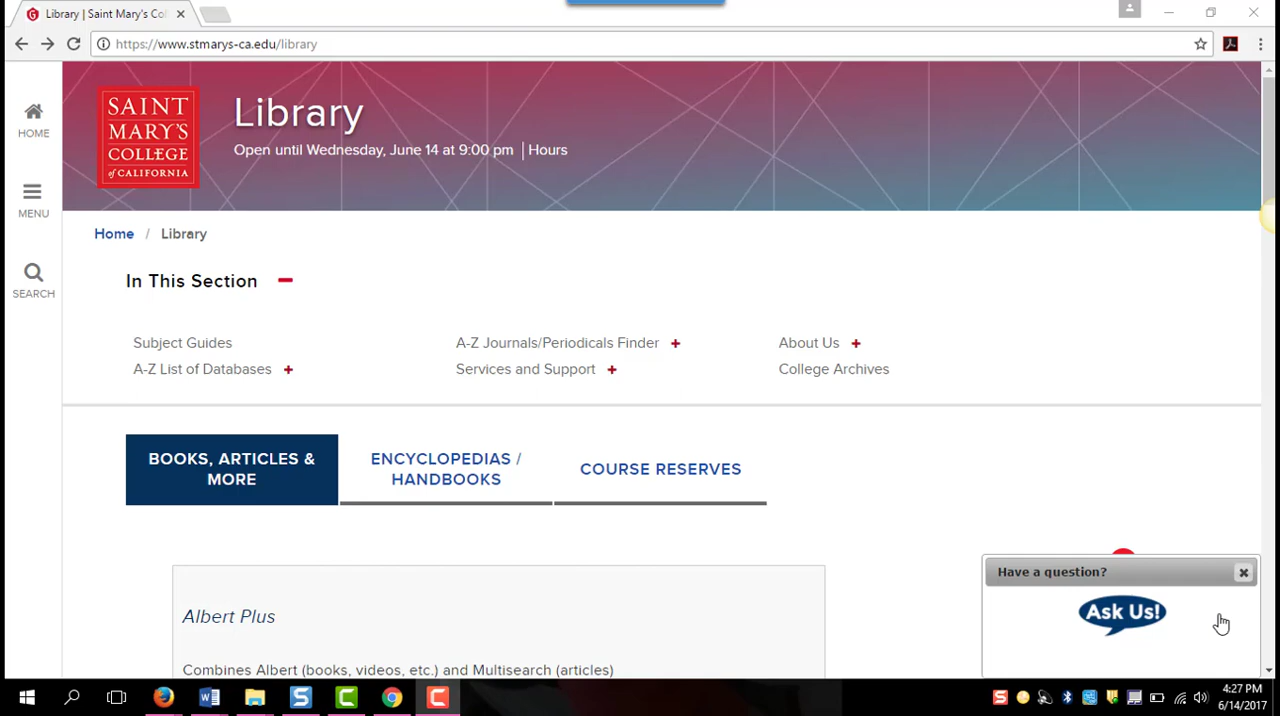 Library | Saint Mary's Co
https://www.stmarys-ca.edu/library
HOME
MENU
SEARCH
SAINT
MARY'S
COLLEGE
of CALIFORNIA
Library
Open until Wednesday, June 14 at 9:00 pm | Hours
Home / Library
In This Section
Subject Guides
A-Z Journals/Periodicals Finder +
About Us +
A-Z List of Databases +
Services and Support +
College Archives
BOOKS, ARTICLES &
MORE
ENCYCLOPEDIAS /
HANDBOOKS
COURSE RESERVES
Albert Plus
Combines Albert (books, videos, etc.) and Multisearch (articles)
Have a question?
Ask Us!
4:27 PM
6/14/2017